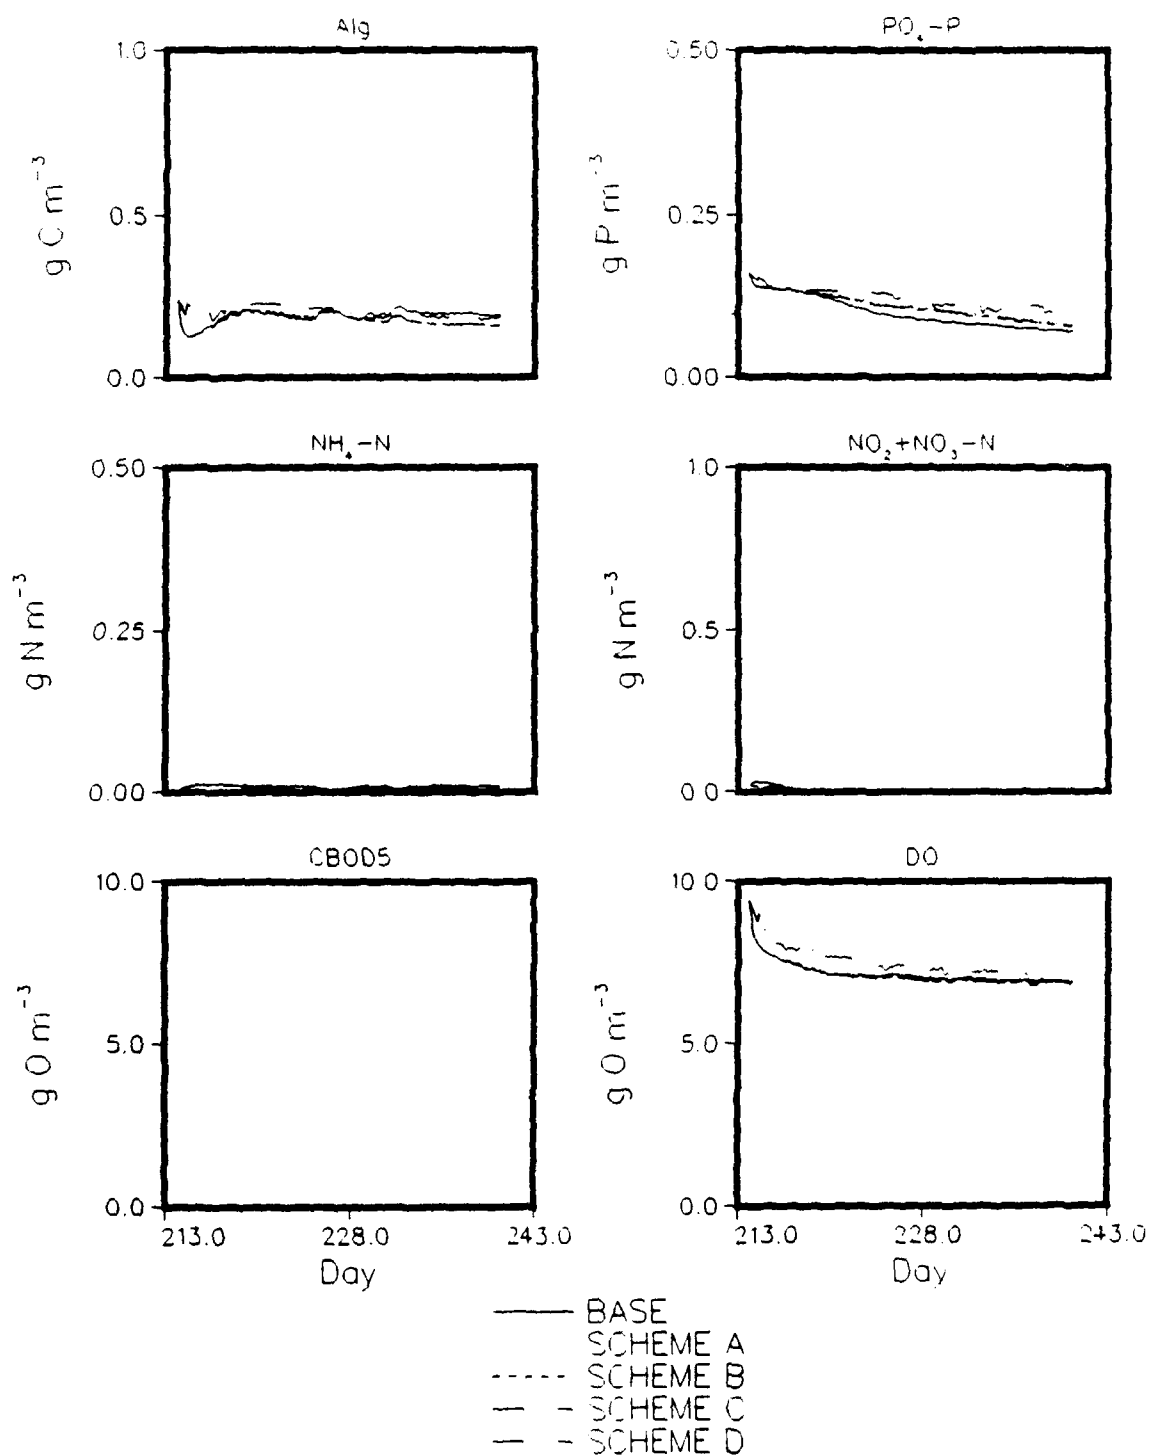 Alg
1.0
0.5
0.0
g C m⁻³
PO₄-P
0.50
0.25
0.00
g P m⁻³
NH₄-N
0.50
0.25
0.00
g N m⁻³
NO₂+NO₃-N
1.0
0.5
0.0
g N m⁻³
CBOD5
10.0
5.0
0.0
g O m⁻³
213.0 228.0 243.0
Day
DO
10.0
5.0
0.0
g O m⁻³
213.0 228.0 243.0
Day
BASE
SCHEME A
SCHEME B
SCHEME C
SCHEME D